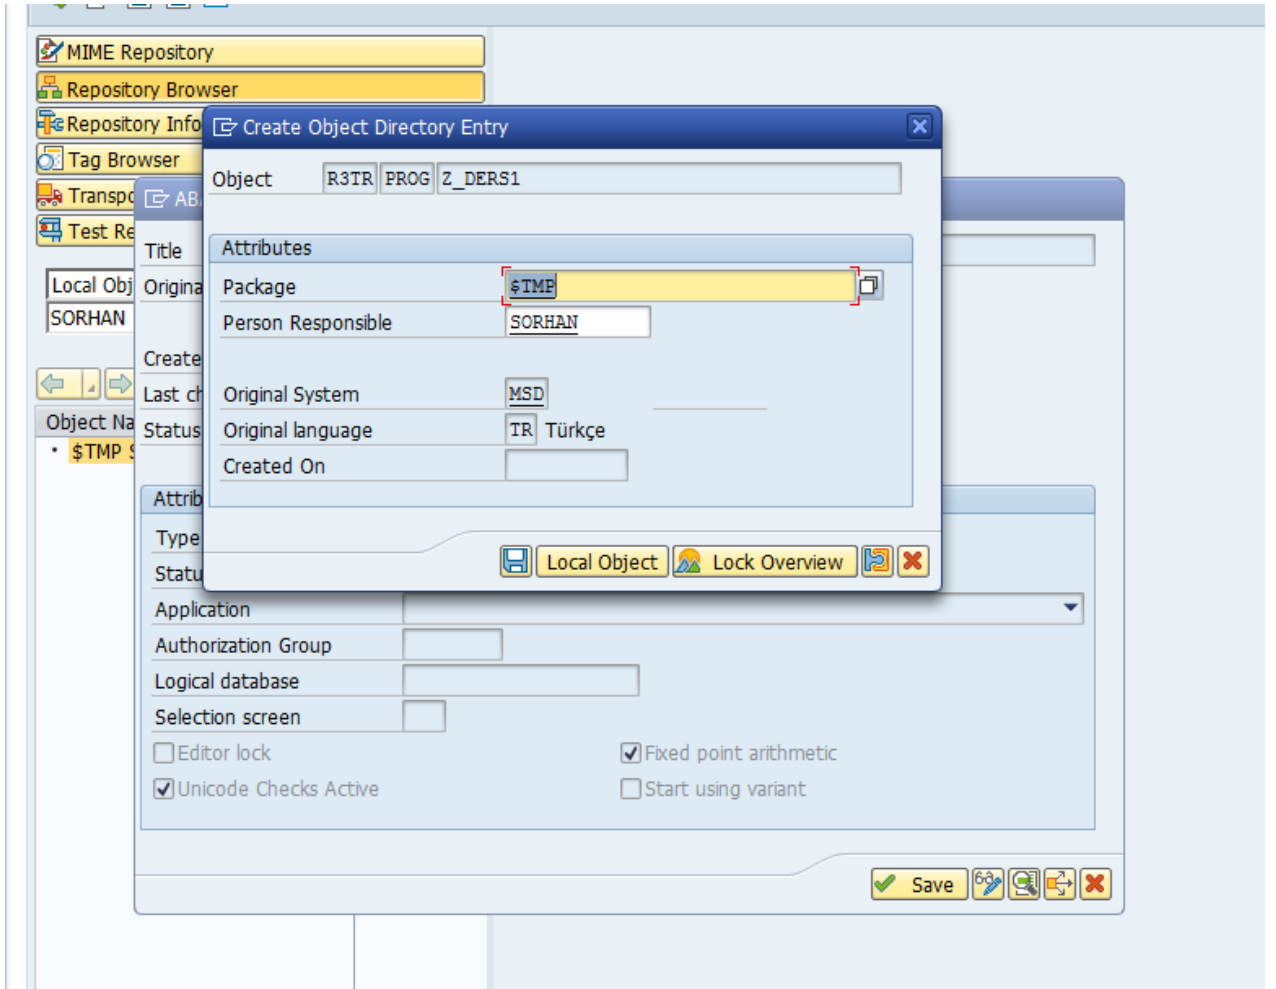 MIME Repository
Repository Browser
Repository Info
Tag Browser
Transpo
Test Re
Local Obj
SORHAN
Object Na
$TMP S
Create Object Directory Entry
Object R3TR PROG Z_DERS1
Attributes
Package $TMP
Person Responsible SORHAN
Original System MSD
Original language TR Türkçe
Created On
Local Object Lock Overview
AB
Title
Origina
Create
Last ch
Status
Attrib
Type
Statu
Application
Authorization Group
Logical database
Selection screen
Editor lock Fixed point arithmetic
Unicode Checks Active Start using variant
Save